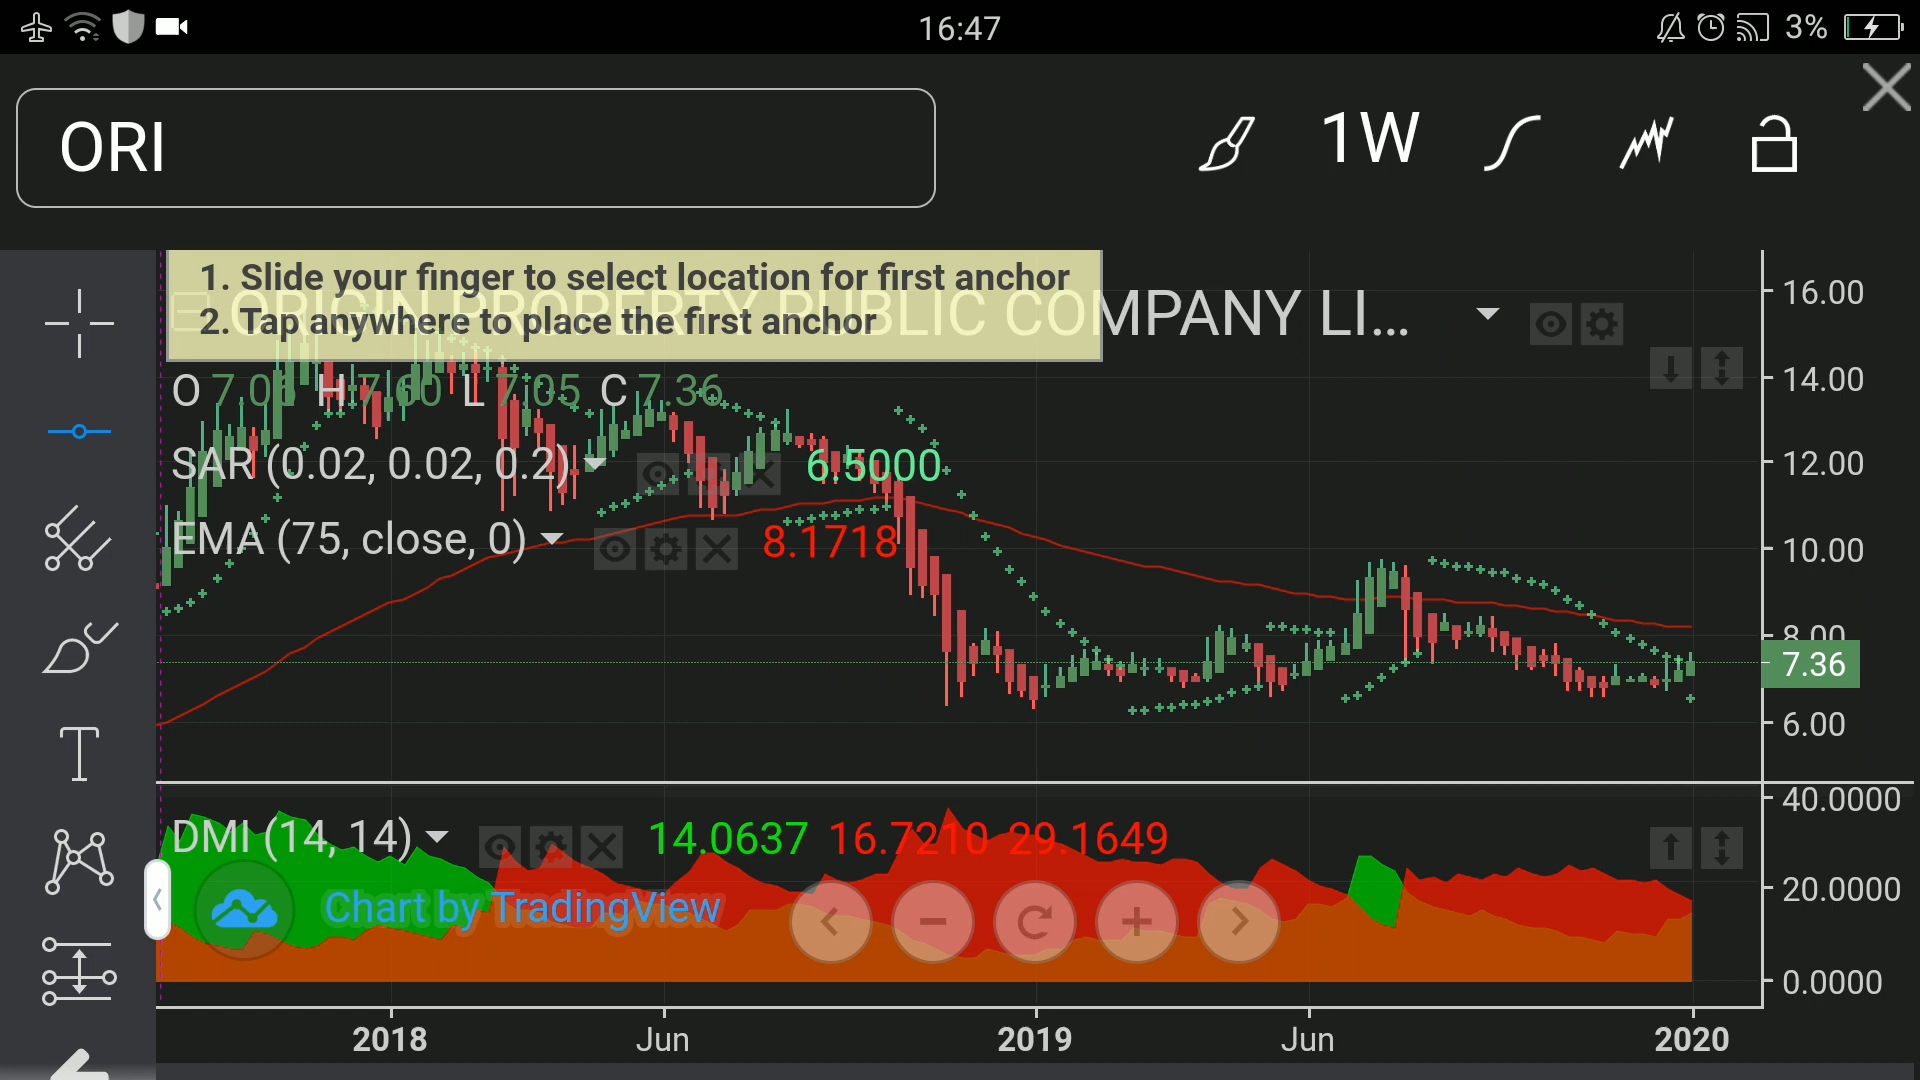 16:47
3%
ORI
1W
1. Slide your finger to select location for first anchor
2. Tap anywhere to place the first anchor
ORIGIN PROPERTY PUBLIC COMPANY LI...
O 7.05 H 7.60 L 7.05 C 7.36
SAR (0.02, 0.02, 0.2) 6.5000
EMA (75, close, 0) 8.1718
16.00
14.00
12.00
10.00
8.00
7.36
6.00
DMI (14, 14) 14.0637 16.7210 29.1649
Chart by TradingView
40.0000
20.0000
0.0000
2018 Jun 2019 Jun 2020